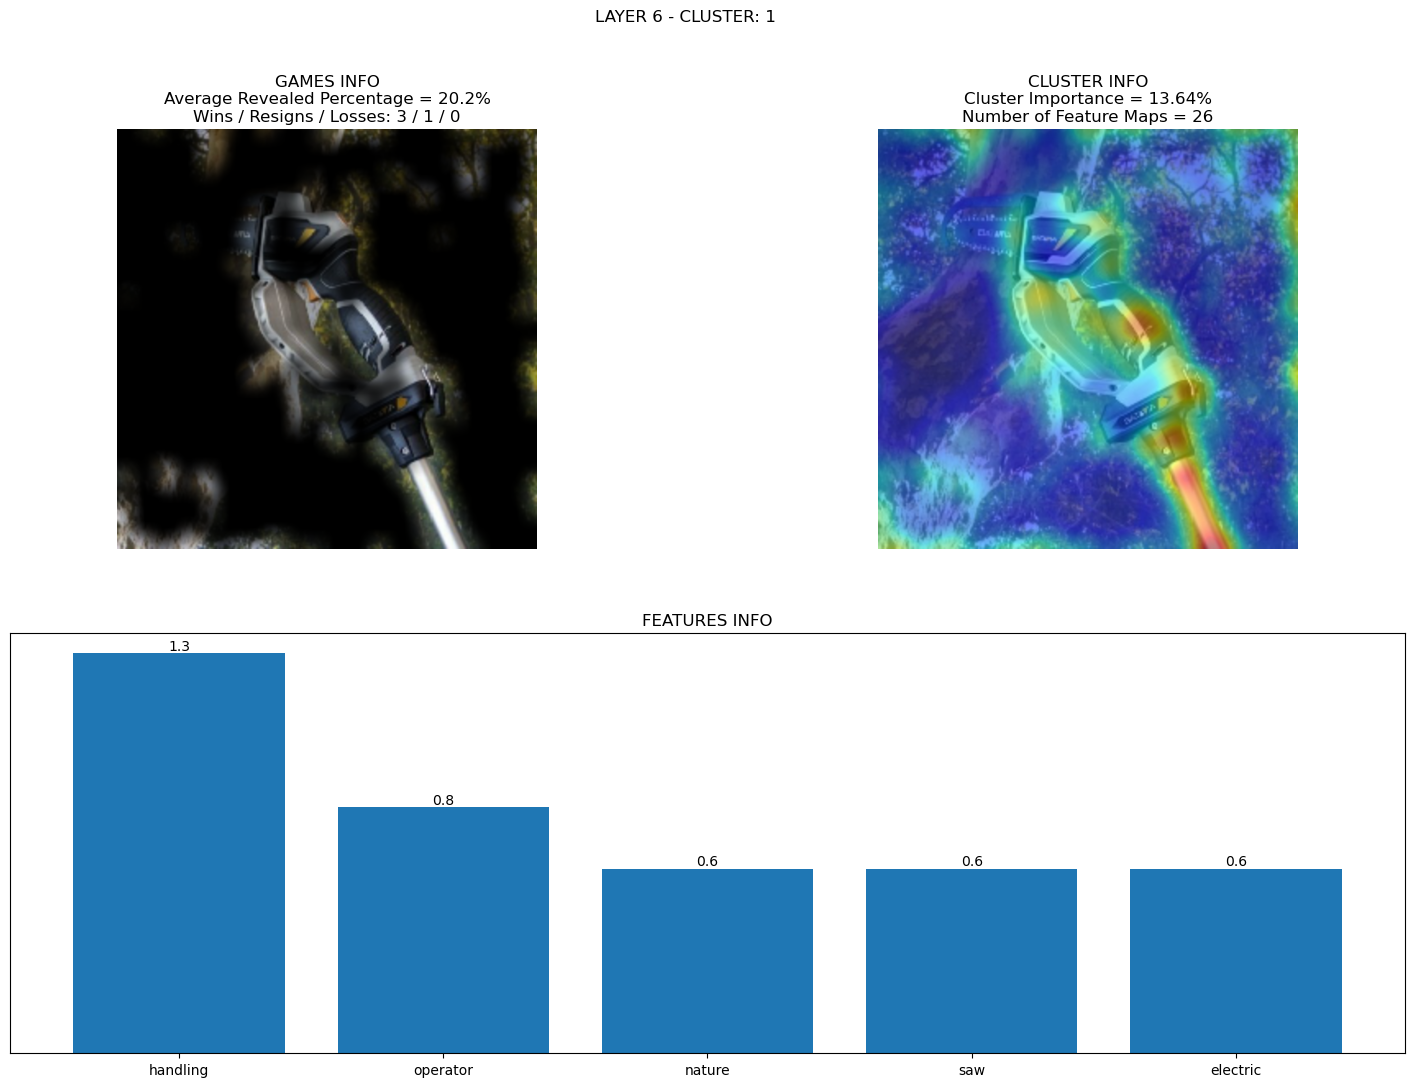 LAYER 6 - CLUSTER: 1
GAMES INFO
Average Revealed Percentage = 20.2%
Wins / Resigns / Losses: 3 / 1 / 0
CLUSTER INFO
Cluster Importance = 13.64%
Number of Feature Maps = 26
FEATURES INFO
1.3
0.8
0.6
0.6
0.6
handling
operator
nature
saw
electric